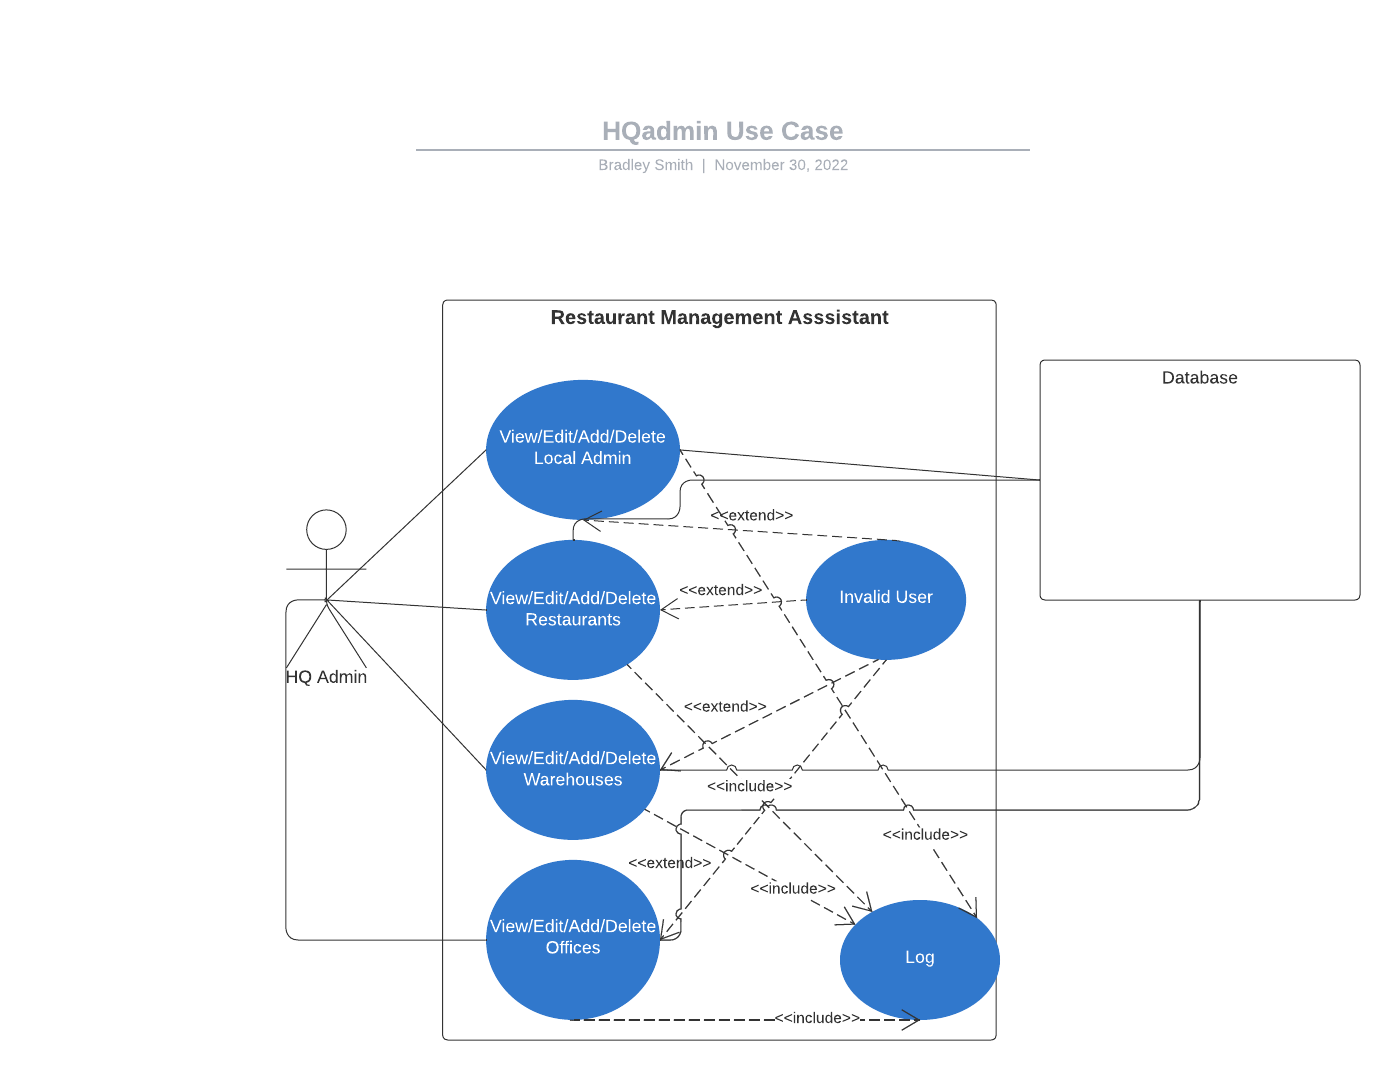 HQadmin Use Case
Bradley Smith | November 30, 2022
Restaurant Management Asssistant
Database
View/Edit/Add/Delete
Local Admin
<<extend>>
<<extend>>
View/Edit/Add/Delete
Restaurants
Invalid User
HQ Admin
<<extend>>
View/Edit/Add/Delete
Warehouses
<<include>>
<<include>>
<<extend>>
<<include>>
View/Edit/Add/Delete
Offices
Log
<<include>>